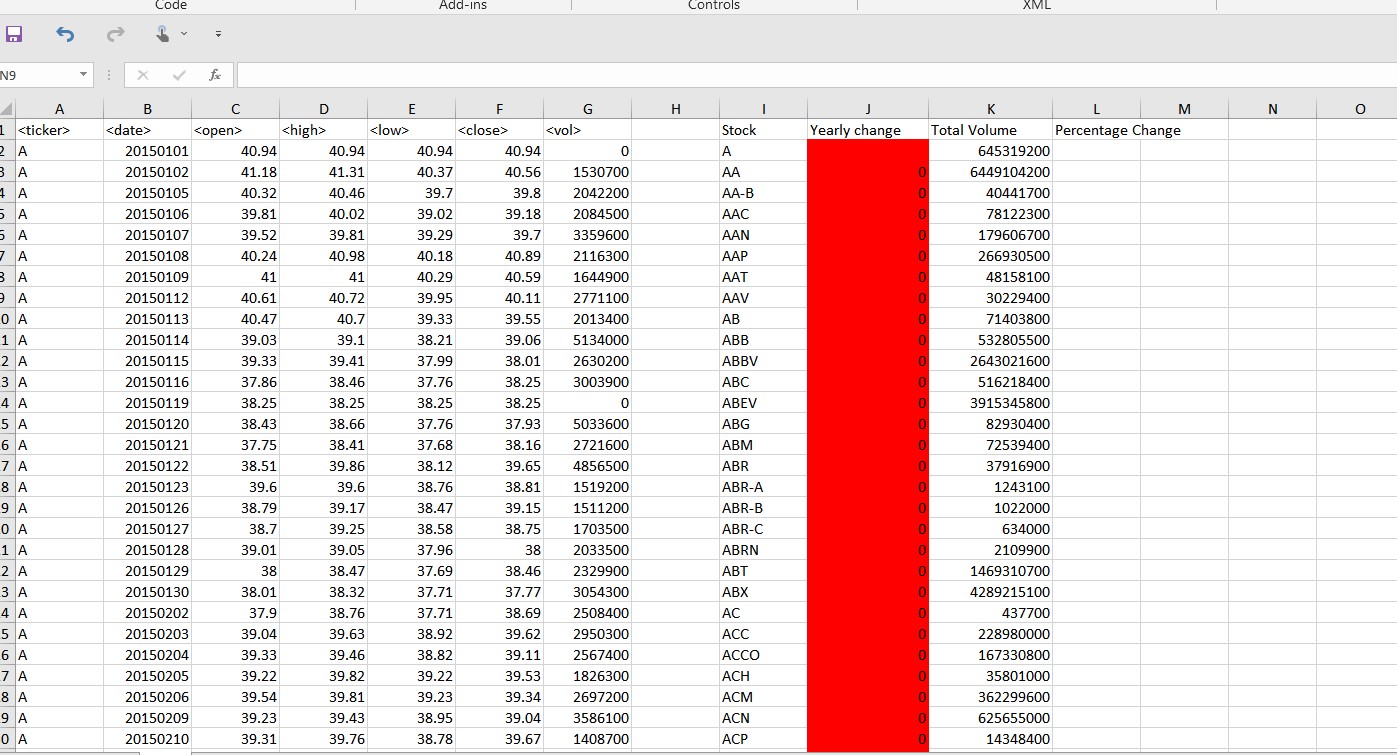 Code Add-ins Controls XML
N9 fx
A B C D E F G H I J K L M N O
1 <ticker> <date> <open> <high> <low> <close> <vol> Stock Yearly change Total Volume Percentage Change
2 A 20150101 40.94 40.94 40.94 40.94 0 A 645319200
3 A 20150102 41.18 41.31 40.37 40.56 1530700 AA 0 6449104200
A 20150105 40.32 40.46 39.7 39.8 2042200 AA-B 0 40441700
5 A 20150106 39.81 40.02 39.02 39.18 2084500 AAC 0 78122300
6 A 20150107 39.52 39.81 39.29 39.7 3359600 AAN 0 179606700
7 A 20150108 40.24 40.98 40.18 40.89 2116300 AAP 0 266930500
8 A 20150109 41 41 40.29 40.59 1644900 AAT 0 48158100
9 A 20150112 40.61 40.72 39.95 40.11 2771100 AAV 0 30229400
0 A 20150113 40.47 40.7 39.33 39.55 2013400 AB 0 71403800
1 A 20150114 39.03 39.1 38.21 39.06 5134000 ABB 0 532805500
2 A 20150115 39.33 39.41 37.99 38.01 2630200 ABBV 0 2643021600
3 A 20150116 37.86 38.46 37.76 38.25 3003900 ABC 0 516218400
4 A 20150119 38.25 38.25 38.25 38.25 0 ABEV 0 3915345800
5 A 20150120 38.43 38.66 37.76 37.93 5033600 ABG 0 82930400
6 A 20150121 37.75 38.41 37.68 38.16 2721600 ABM 0 72539400
7 A 20150122 38.51 39.86 38.12 39.65 4856500 ABR 0 37916900
8 A 20150123 39.6 39.6 38.76 38.81 1519200 ABR-A 0 1243100
9 A 20150126 38.79 39.17 38.47 39.15 1511200 ABR-B 0 1022000
0 A 20150127 38.7 39.25 38.58 38.75 1703500 ABR-C 0 634000
1 A 20150128 39.01 39.05 37.96 38 2033500 ABRN 0 2109900
2 A 20150129 38 38.47 37.69 38.46 2329900 ABT 0 1469310700
3 A 20150130 38.01 38.32 37.71 37.77 3054300 ABX 0 4289215100
4 A 20150202 37.9 38.76 37.71 38.69 2508400 AC 0 437700
5 A 20150203 39.04 39.63 38.92 39.62 2950300 ACC 0 228980000
6 A 20150204 39.33 39.46 38.82 39.11 2567400 ACCO 0 167330800
7 A 20150205 39.22 39.82 39.22 39.53 1826300 ACH 0 35801000
8 A 20150206 39.54 39.81 39.23 39.34 2697200 ACM 0 362299600
9 A 20150209 39.23 39.43 38.95 39.04 3586100 ACN 0 625655000
0 A 20150210 39.31 39.76 38.78 39.67 1408700 ACP 0 14348400